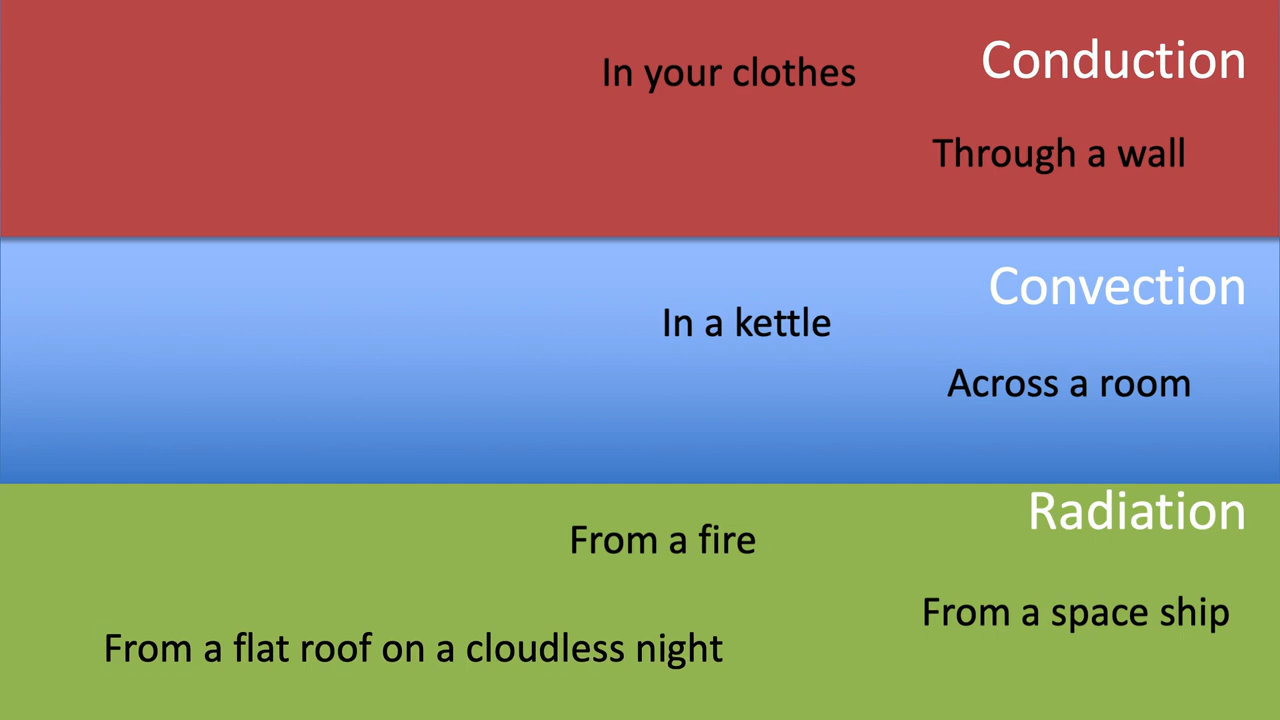 Conduction
In your clothes
Through a wall
Convection
In a kettle
Across a room
Radiation
From a fire
From a space ship
From a flat roof on a cloudless night